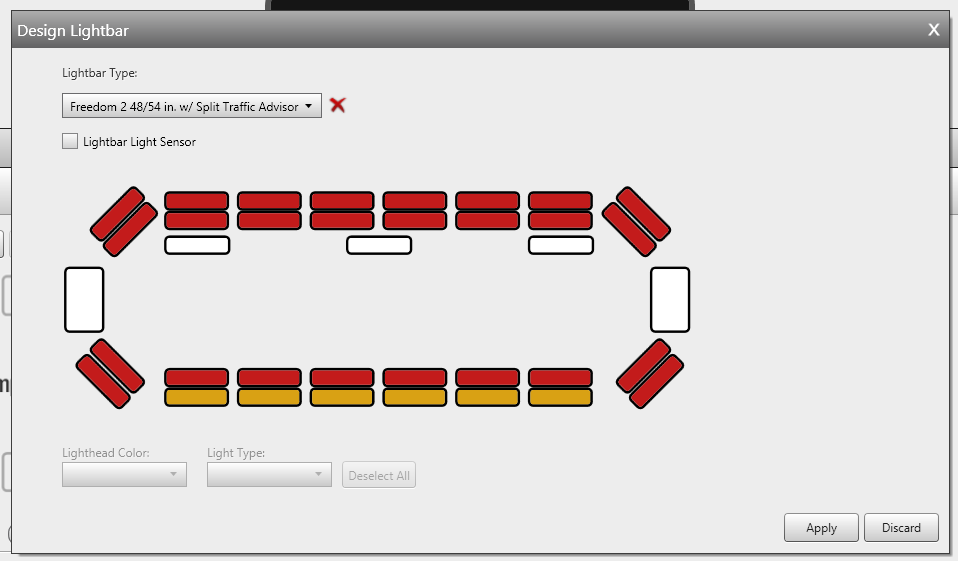 Design Lightbar
X
Lightbar Type:
Freedom 2 48/54 in. w/ Split Traffic Advisor
Lightbar Light Sensor
Lighthead Color:
Light Type:
Deselect All
Apply
Discard